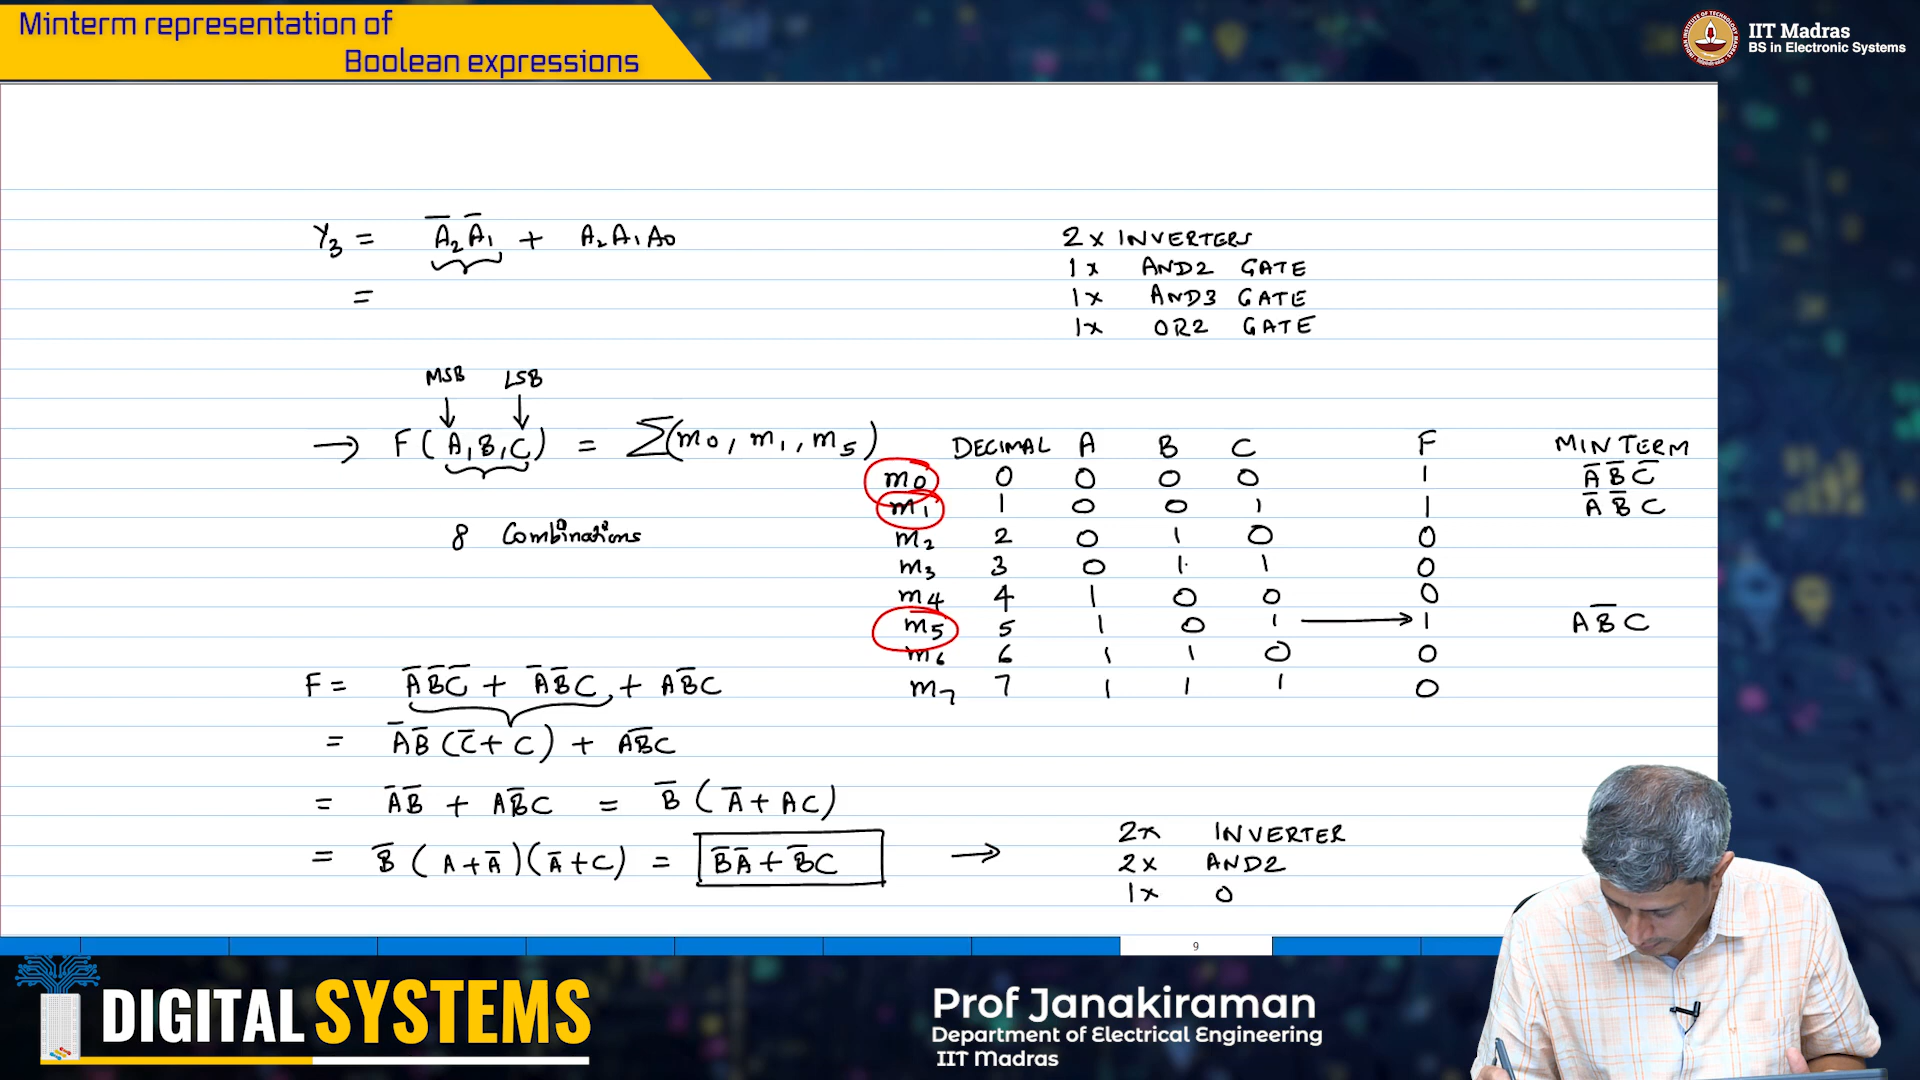 Minterm representation of
Boolean expressions
IIT Madras
BS in Electronic Systems
Y₃ = A̅₂A̅₁ + A₂A₁A₀
=
2x INVERTERS
1x AND2 GATE
1x AND3 GATE
1x OR2 GATE
MSB LSB
→ F(A,B,C) = ∑(m₀, m₁, m₅)
8 Combinations
DECIMAL A B C F MINTERM
m₀ 0 0 0 0 1 A̅B̅C̅
m₁ 1 0 0 1 1 A̅B̅C
m₂ 2 0 1 0 0
m₃ 3 0 1 1 0
m₄ 4 1 0 0 0
m₅ 5 1 0 1 → 1 AB̅C
m₆ 6 1 1 0 0
m₇ 7 1 1 1 0
F = A̅B̅C̅ + A̅B̅C + AB̅C
= A̅B̅(C̅+C) + AB̅C
= A̅B̅ + AB̅C = B̅(A̅+AC)
= B̅(A+A̅)(A̅+C) = B̅A̅+B̅C →
2x INVERTER
2x AND2
1x O
9
DIGITAL SYSTEMS
Prof Janakiraman
Department of Electrical Engineering
IIT Madras